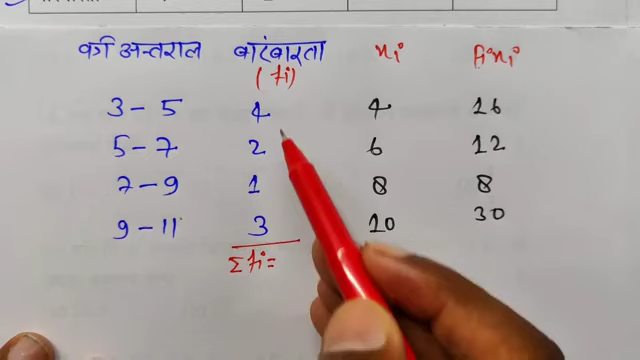 वर्ग अन्तराल बारंबारता xi fixi
(fi)
3 - 5 4 4 16
5 - 7 2 6 12
7 - 9 1 8 8
9 - 11 3 10 30
Σfi =